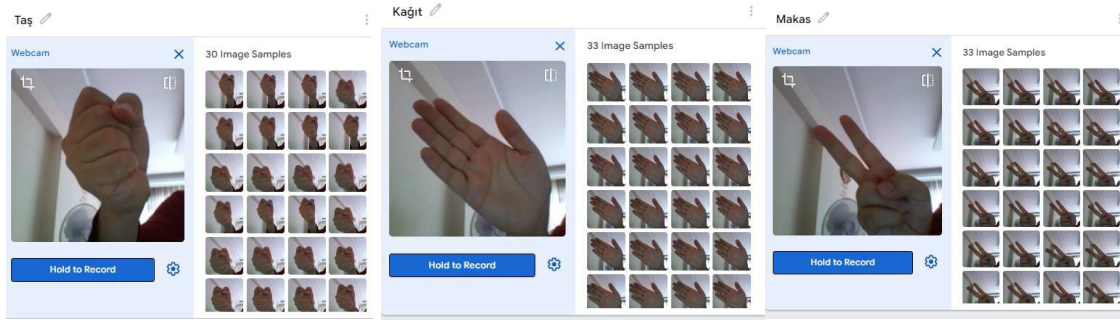 Taş
Webcam
30 Image Samples
Hold to Record
Kağıt
Webcam
33 Image Samples
Hold to Record
Makas
Webcam
33 Image Samples
Hold to Record